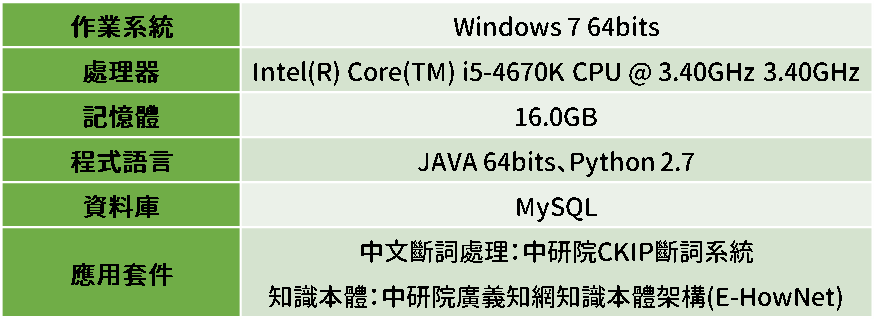 作業系統 Windows 7 64bits
處理器 Intel(R) Core(TM) i5-4670K CPU @ 3.40GHz 3.40GHz
記憶體 16.0GB
程式語言 JAVA 64bits、Python 2.7
資料庫 MySQL
應用套件 中文斷詞處理：中研院CKIP斷詞系統
知識本體：中研院廣義知網知識本體架構(E-HowNet)